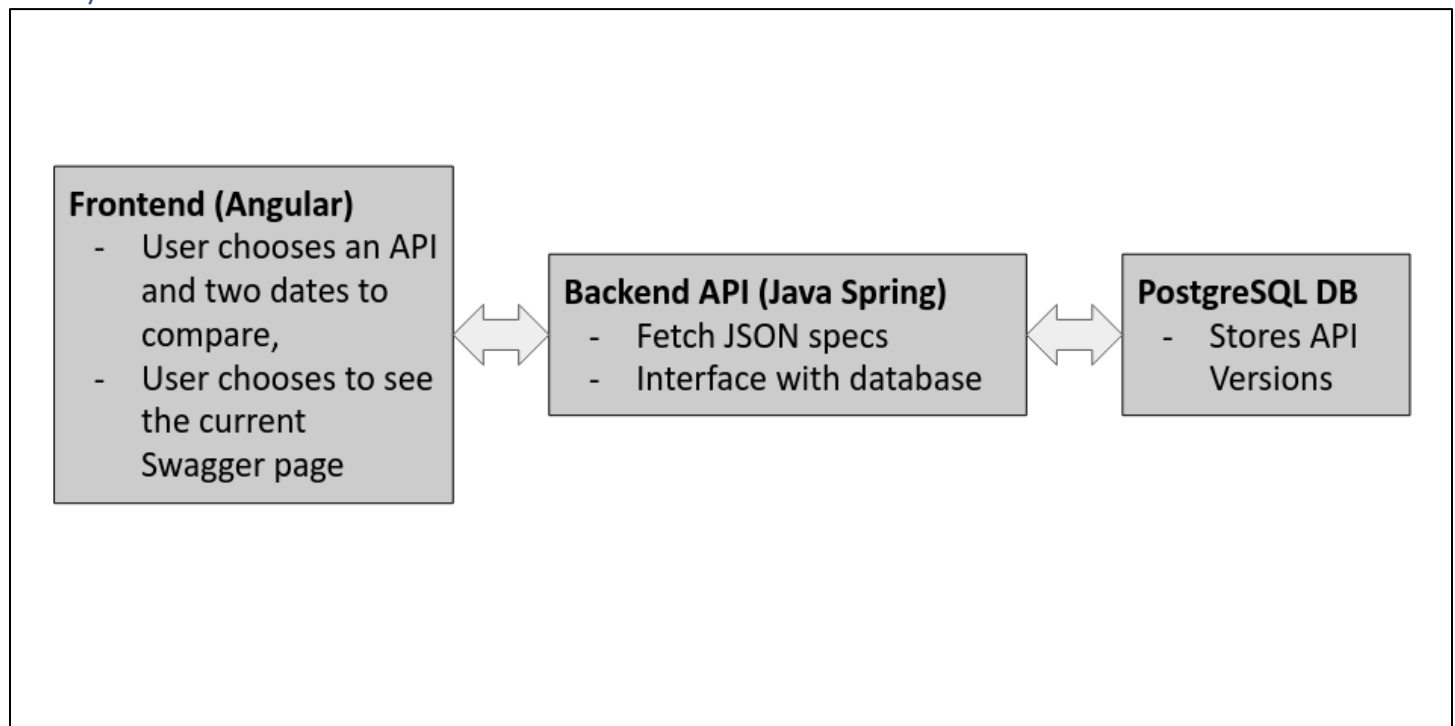 Frontend (Angular)
- User chooses an API
and two dates to
compare,
- User chooses to see
the current
Swagger page
Backend API (Java Spring)
- Fetch JSON specs
- Interface with database
PostgreSQL DB
- Stores API
Versions